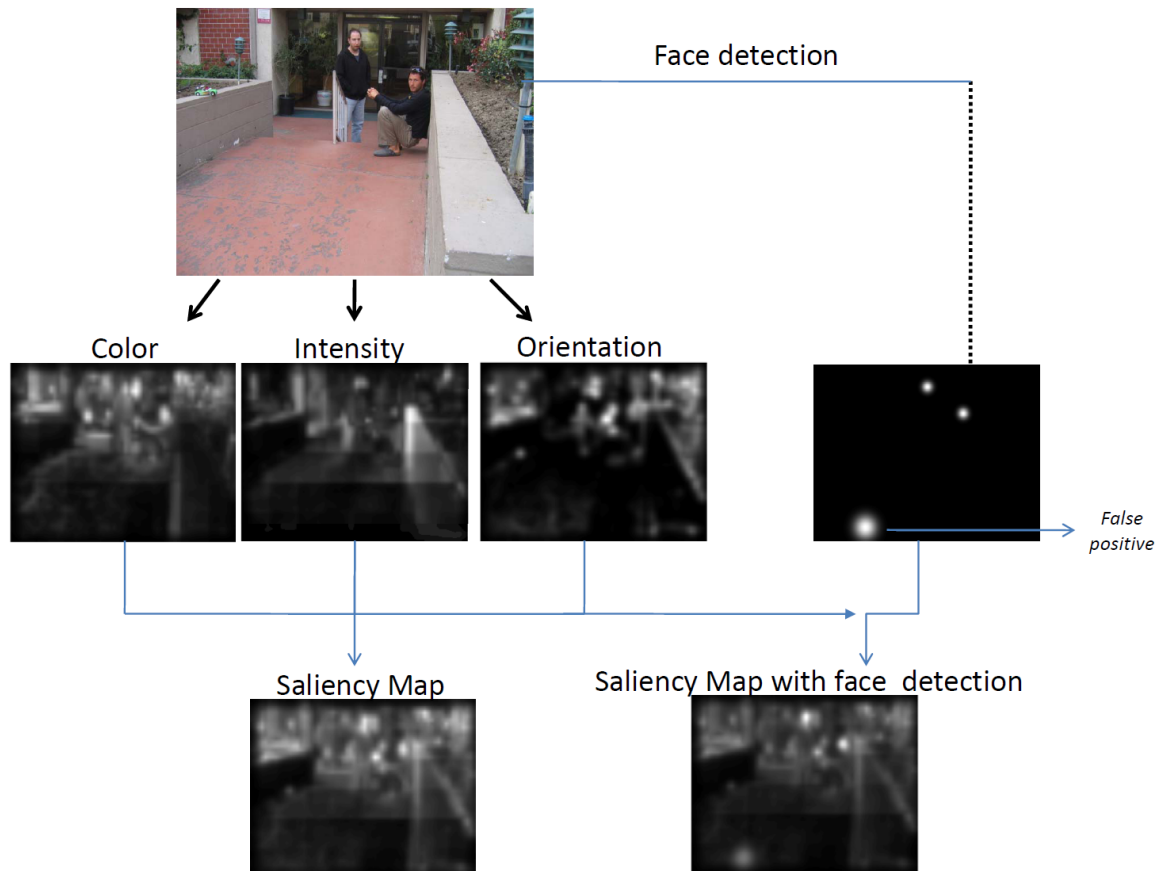 Face detection
Color
Intensity
Orientation
False
positive
Saliency Map
Saliency Map with face detection